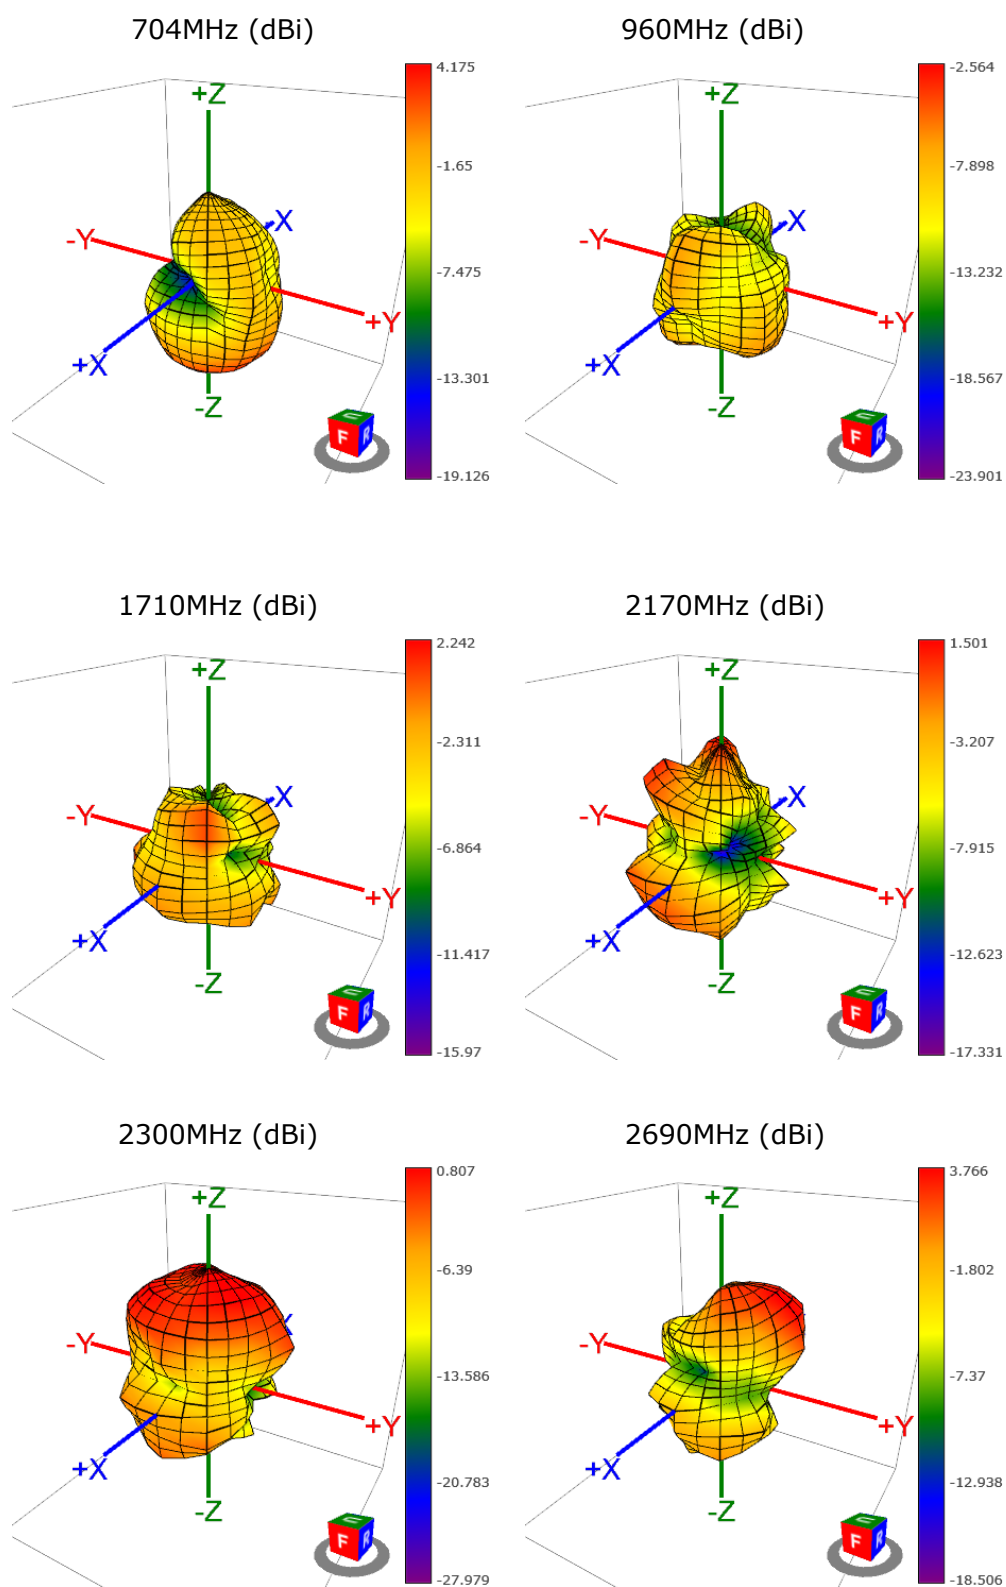 704MHz (dBi)
+Z
-Y
-X
+Y
+X
-Z
F
4.175
-1.65
-7.475
-13.301
-19.126
960MHz (dBi)
+Z
-Y
-X
+Y
+X
-Z
F
-2.564
-7.898
-13.232
-18.567
-23.901
1710MHz (dBi)
+Z
-Y
-X
+Y
+X
-Z
F
2.242
-2.311
-6.864
-11.417
-15.97
2170MHz (dBi)
+Z
-Y
-X
+Y
+X
-Z
F
1.501
-3.207
-7.915
-12.623
-17.331
2300MHz (dBi)
+Z
-Y
+Y
+X
-Z
F
0.807
-6.39
-13.586
-20.783
-27.979
2690MHz (dBi)
+Z
-Y
+Y
+X
-Z
F
3.766
-1.802
-7.37
-12.938
-18.506